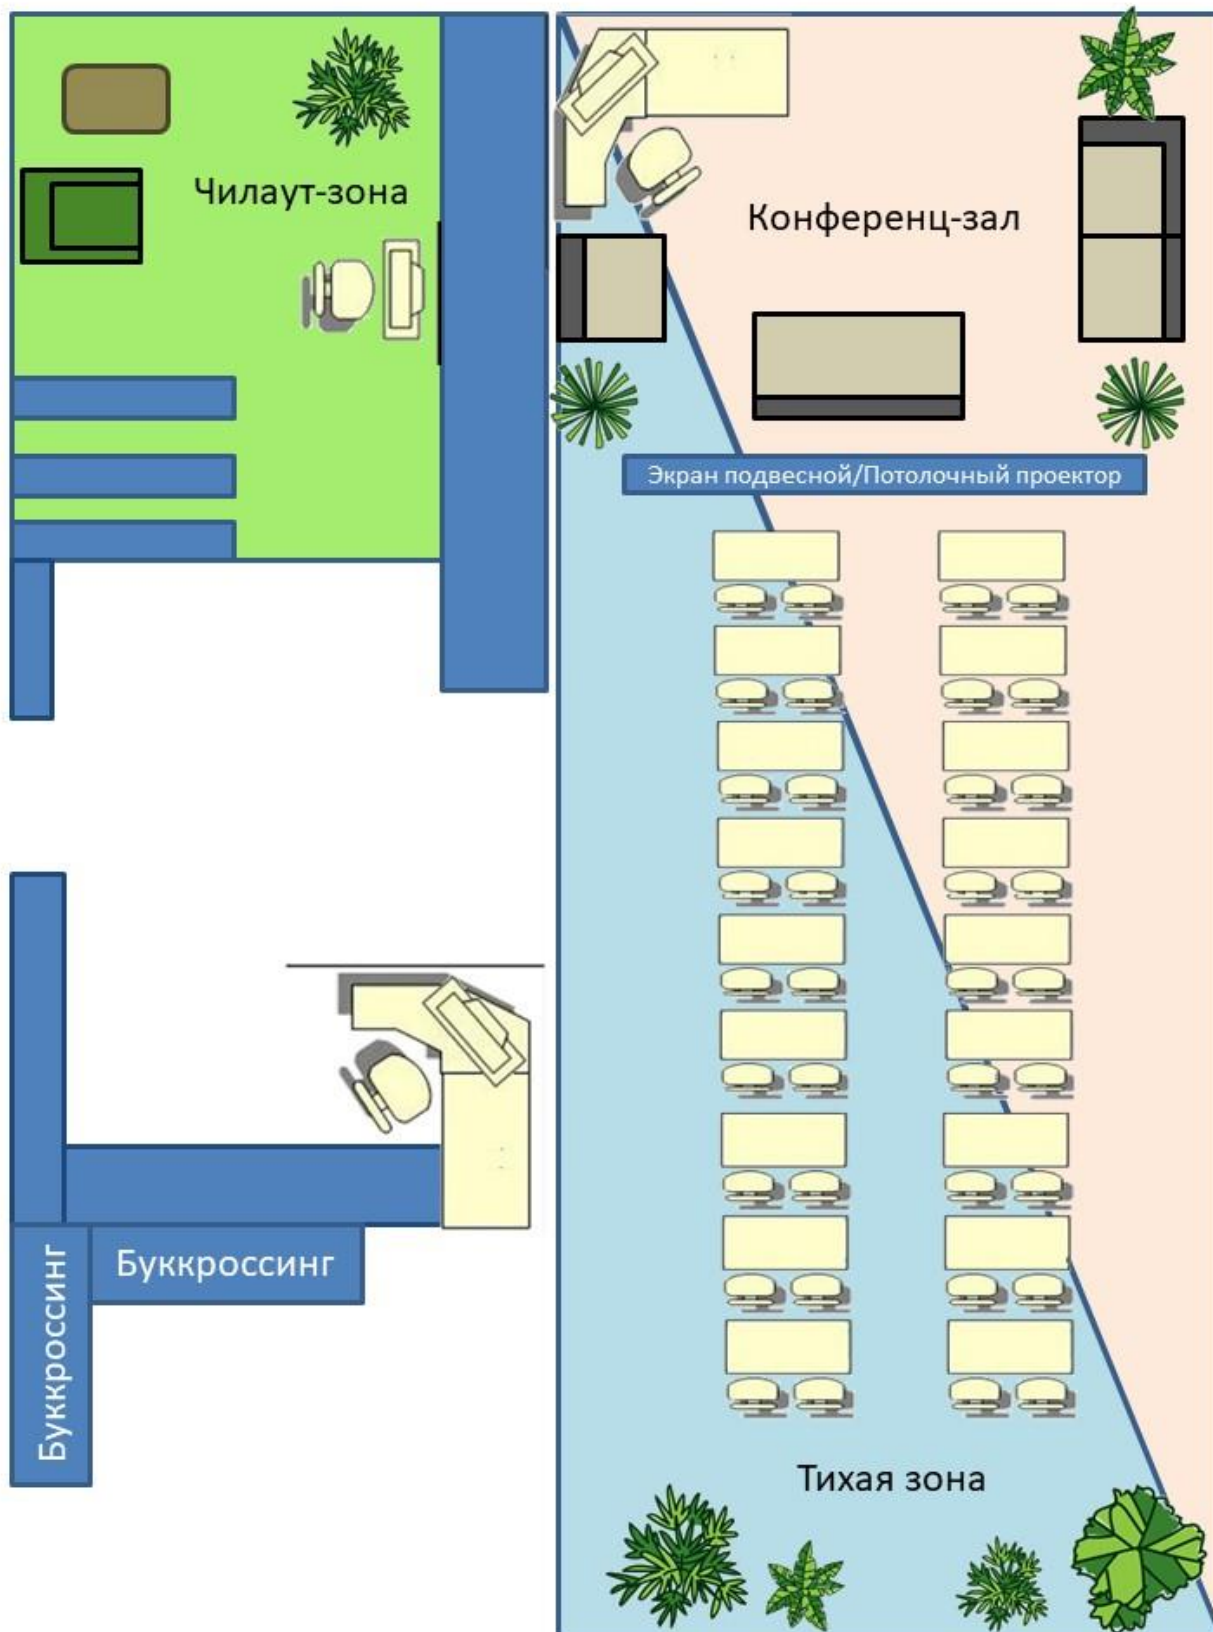 Чилаут-зона
Конференц-зал
Экран подвесной/Потолочный проектор
Буккроссинг
Буккроссинг
Тихая зона